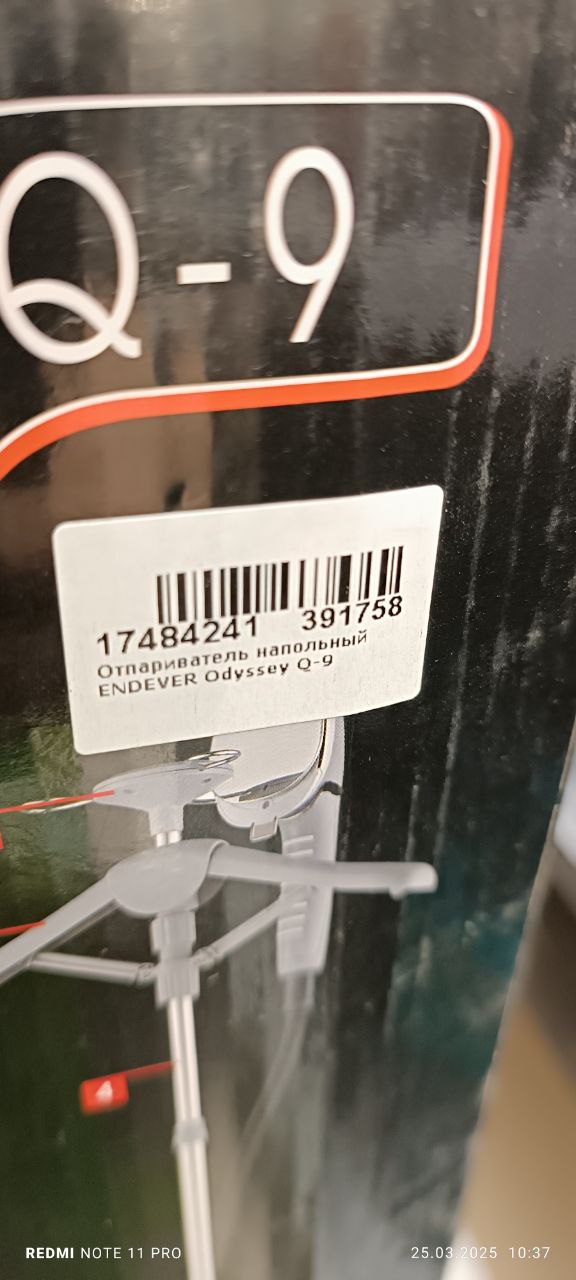 Q-9
17484241 391758
Отпариватель напольный
ENDEVER Odyssey Q-9
4
REDMI NOTE 11 PRO
25.03.2025 10:37